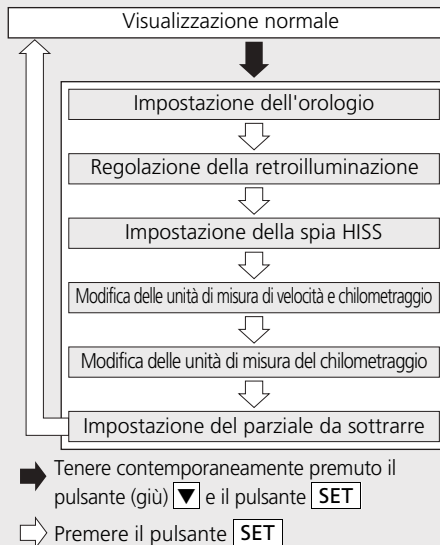 Visualizzazione normale
Impostazione dell'orologio
Regolazione della retroilluminazione
Impostazione della spia HISS
Modifica delle unità di misura di velocità e chilometraggio
Modifica delle unità di misura del chilometraggio
Impostazione del parziale da sottrarre
Tenere contemporaneamente premuto il
pulsante (giù) ▼ e il pulsante SET
Premere il pulsante SET